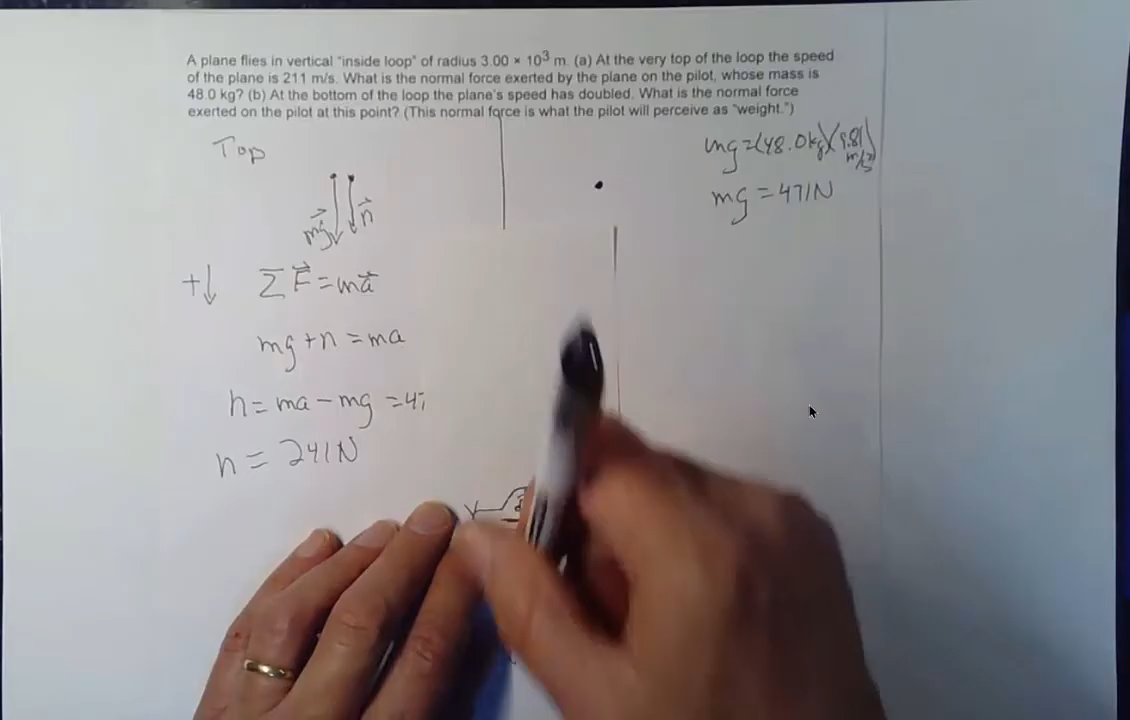 A plane flies in vertical "inside loop" of radius 3.00 × 10³ m. (a) At the very top of the loop the speed
of the plane is 211 m/s. What is the normal force exerted by the plane on the pilot, whose mass is
48.0 kg? (b) At the bottom of the loop the plane's speed has doubled. What is the normal force
exerted on the pilot at this point? (This normal force is what the pilot will perceive as "weight.")
Top
mg⃗ n⃗
+↓ ΣF⃗ = ma⃗
mg + n = ma
n = ma − mg = 4
n = 241N
mg = (48.0kg)(9.81 m/s²)
mg = 471N